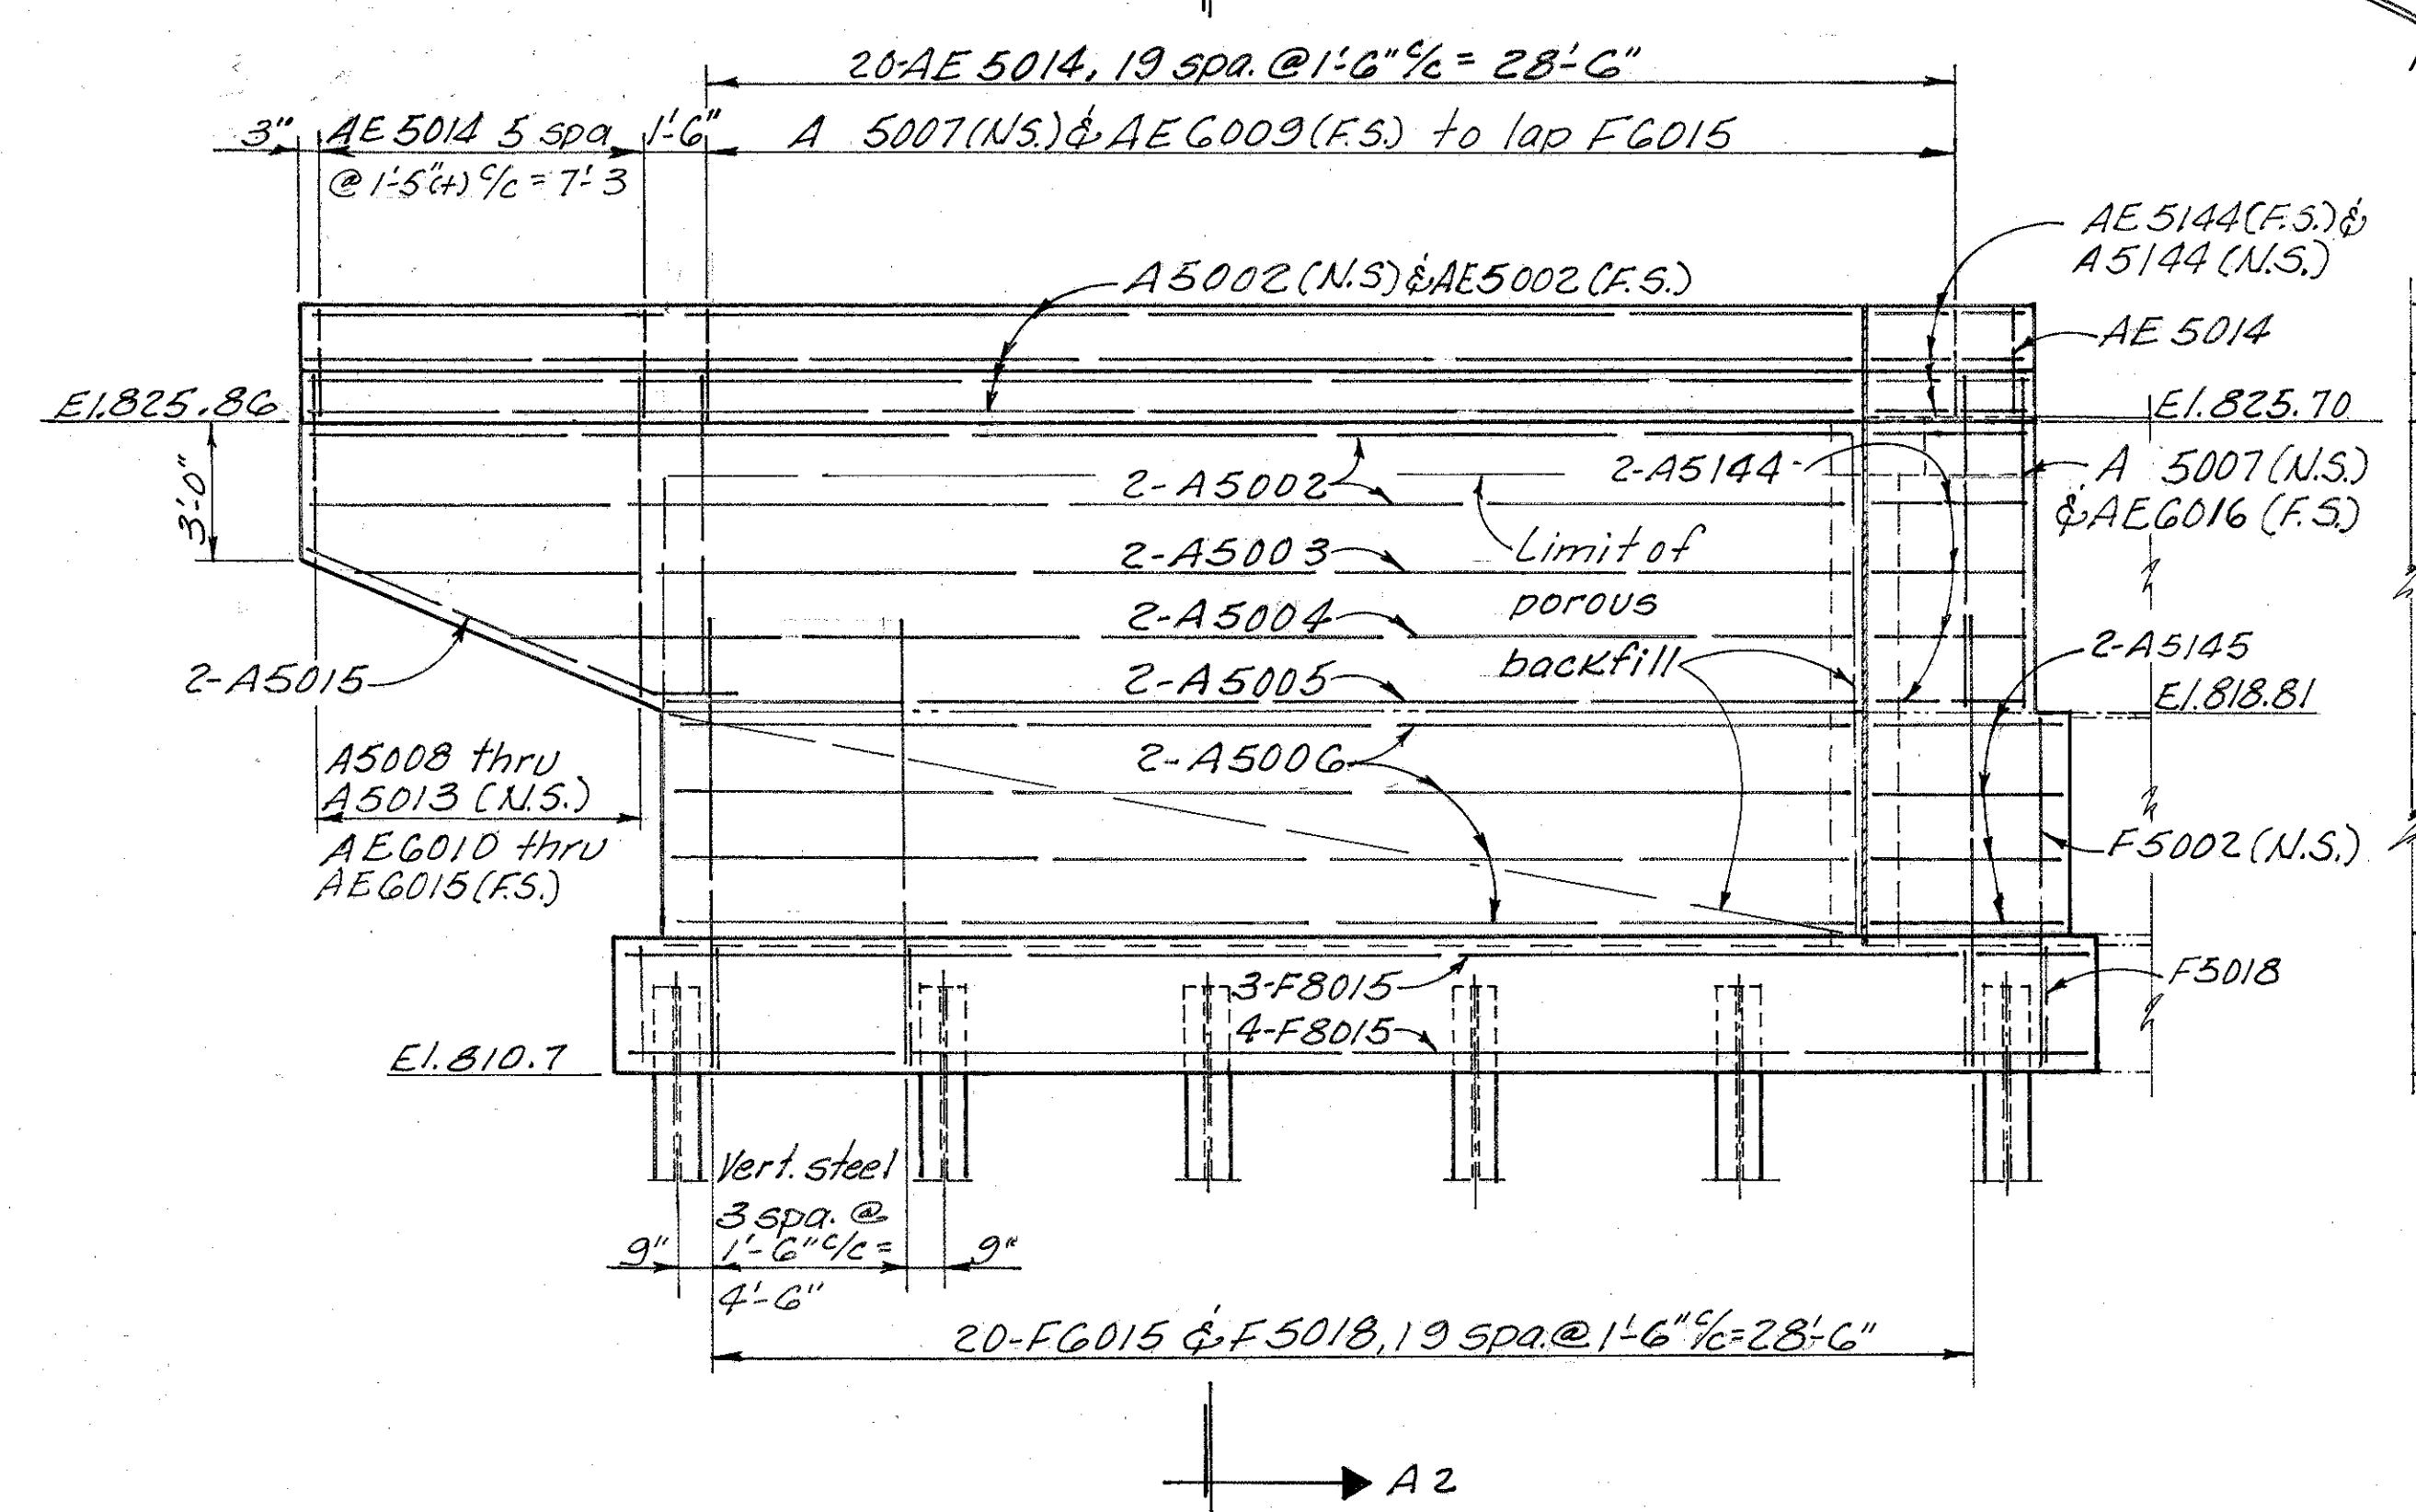 20-AE 5014, 19 spa. @ 1'-6" c/c = 28'-6"
3" AE 5014 5 spa 1'-6" A 5007 (N.S.) & AE 6009 (F.S.) to lap F6015
@ 1'-5"(+) c/c = 7'-3
AE 5144 (F.S.) &
A 5144 (N.S.)
A 5002 (N.S) & AE 5002 (F.S.)
AE 5014
El. 825.86
El. 825.70
3'-0"
2-A5002
2-A5144
A 5007 (N.S.)
& AE6016 (F.S.)
2-A5003
Limit of
porous
backfill
2-A5004
2-A5015
2-A5005
2-A5145
El. 818.81
2-A5006
A5008 thru
A5013 (N.S.)
AE6010 thru
AE6015 (F.S.)
F5002 (N.S.)
3-F8015
F5018
4-F8015
El. 810.7
Vert. steel
3 spa. @
9" 1'-6" c/c = 9"
4'-6"
20-F6015 & F5018, 19 spa. @ 1'-6" c/c = 28'-6"
A 2